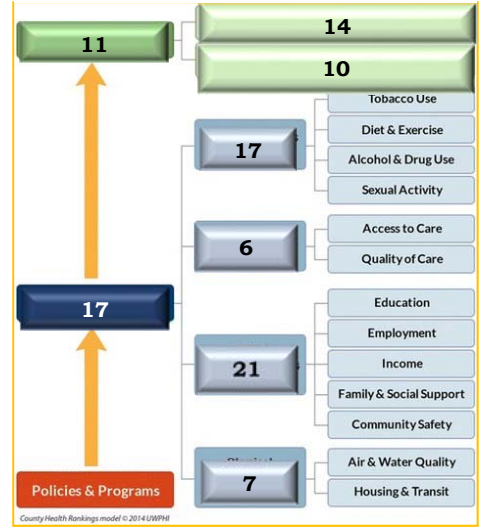 11
14
10
Tobacco Use
17
Diet & Exercise
Alcohol & Drug Use
Sexual Activity
6
Access to Care
Quality of Care
17
Education
Employment
21
Income
Family & Social Support
Community Safety
7
Air & Water Quality
Housing & Transit
Policies & Programs
County Health Rankings model © 2014 UWPHI